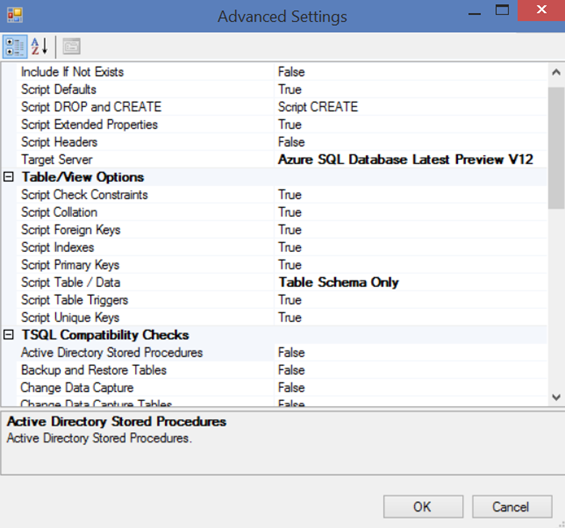 Advanced Settings
Include If Not Exists False
Script Defaults True
Script DROP and CREATE Script CREATE
Script Extended Properties True
Script Headers False
Target Server Azure SQL Database Latest Preview V12
Table/View Options
Script Check Constraints True
Script Collation True
Script Foreign Keys True
Script Indexes True
Script Primary Keys True
Script Table / Data Table Schema Only
Script Table Triggers True
Script Unique Keys True
TSQL Compatibility Checks
Active Directory Stored Procedures False
Backup and Restore Tables False
Change Data Capture False
Change Data Capture Tables False
Active Directory Stored Procedures
Active Directory Stored Procedures.
OK Cancel